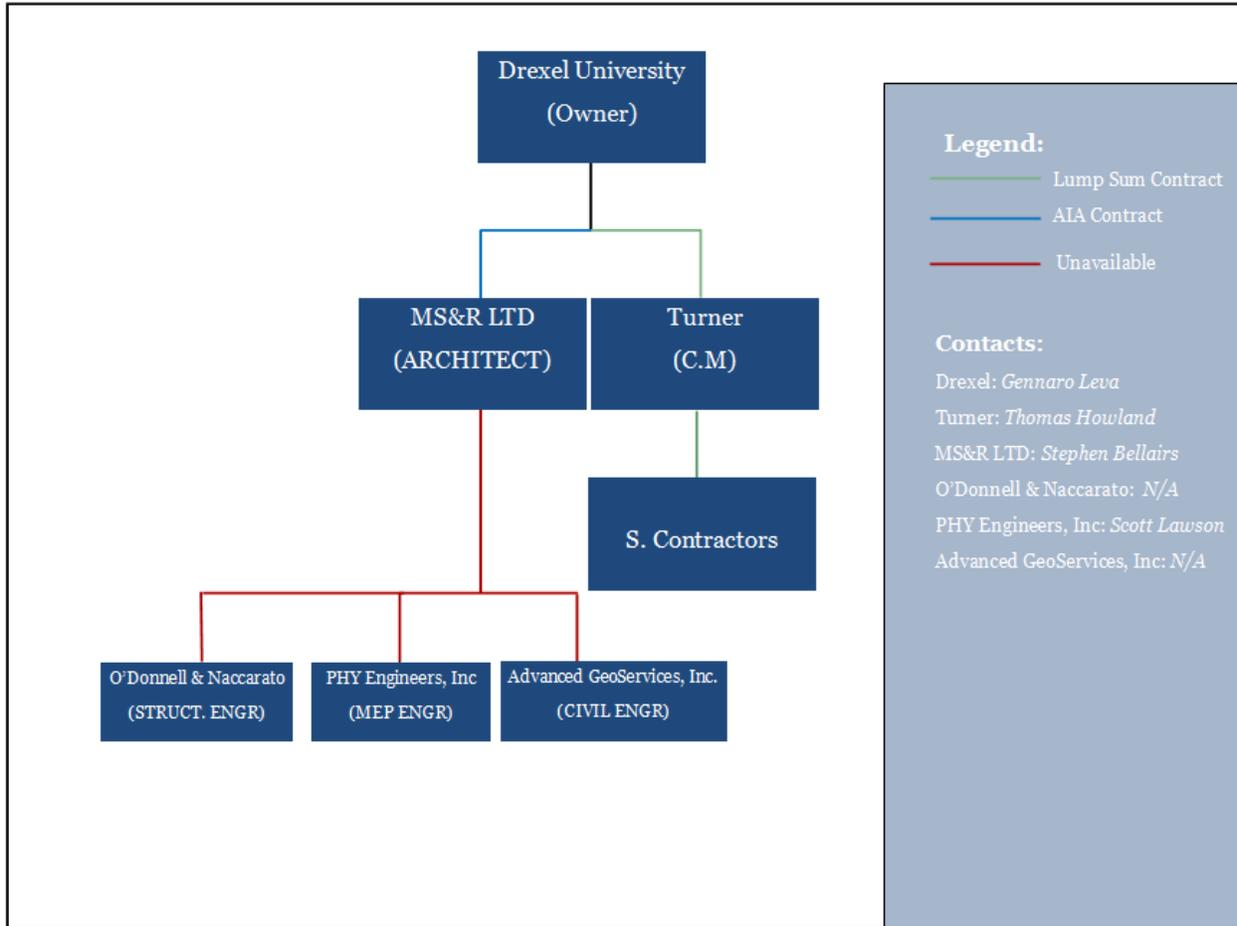 Drexel University
(Owner)
MS&R LTD
(ARCHITECT)
Turner
(C.M)
S. Contractors
O'Donnell & Naccarato
(STRUCT. ENGR)
PHY Engineers, Inc
(MEP ENGR)
Advanced GeoServices, Inc.
(CIVIL ENGR)
Legend:
Lump Sum Contract
AIA Contract
Unavailable
Contacts:
Drexel: Gennaro Leva
Turner: Thomas Howland
MS&R LTD: Stephen Bellairs
O'Donnell & Naccarato: N/A
PHY Engineers, Inc: Scott Lawson
Advanced GeoServices, Inc: N/A